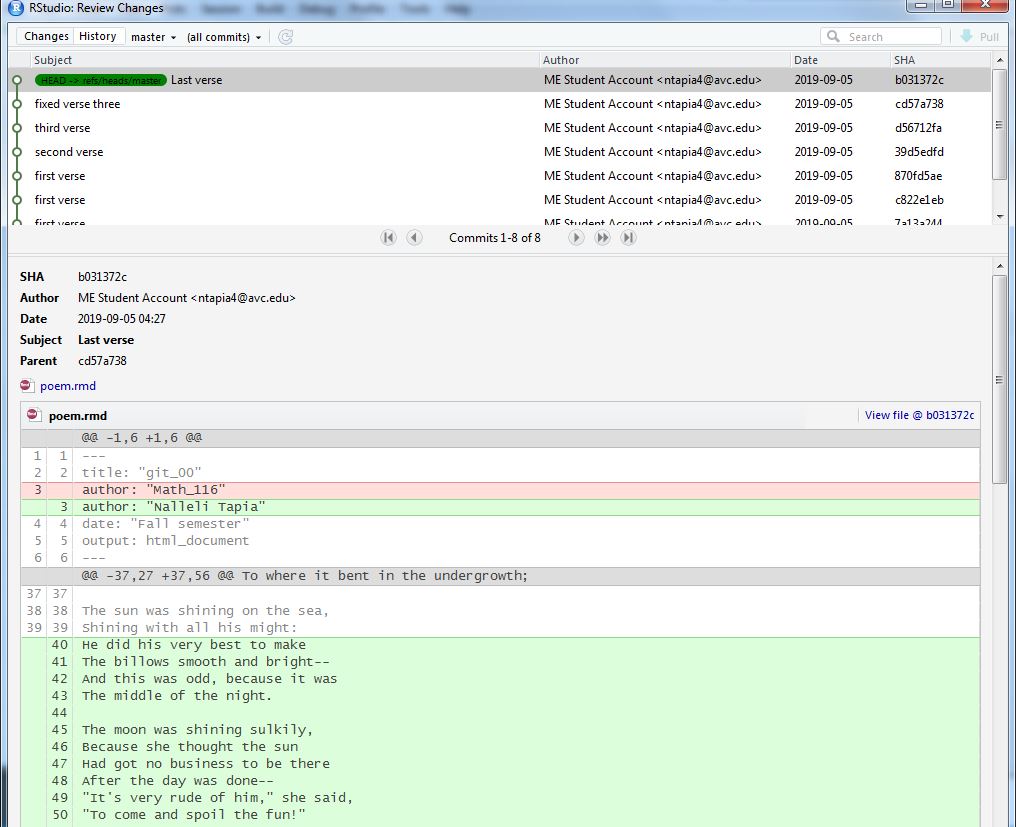 RStudio: Review Changes
Session Build Debug Profile Tools Help
Changes History master (all commits) Search Pull
Subject Author Date SHA
HEAD -> refs/heads/master Last verse ME Student Account <ntapia4@avc.edu> 2019-09-05 b031372c
fixed verse three ME Student Account <ntapia4@avc.edu> 2019-09-05 cd57a738
third verse ME Student Account <ntapia4@avc.edu> 2019-09-05 d56712fa
second verse ME Student Account <ntapia4@avc.edu> 2019-09-05 39d5edfd
first verse ME Student Account <ntapia4@avc.edu> 2019-09-05 870fd5ae
first verse ME Student Account <ntapia4@avc.edu> 2019-09-05 c822e1eb
first verse ME Student Account <ntapia4@avc.edu> 2019-09-05 7a13a244
Commits 1-8 of 8
SHA b031372c
Author ME Student Account <ntapia4@avc.edu>
Date 2019-09-05 04:27
Subject Last verse
Parent cd57a738
poem.rmd
poem.rmd View file @ b031372c
@@ -1,6 +1,6 @@
1 1 ---
2 2 title: "git_00"
3 author: "Math_116"
3 author: "Nalleli Tapia"
4 4 date: "Fall semester"
5 5 output: html_document
6 6 ---
@@ -37,27 +37,56 @@ To where it bent in the undergrowth;
37 37
38 38 The sun was shining on the sea,
39 39 Shining with all his might:
40 He did his very best to make
41 The billows smooth and bright--
42 And this was odd, because it was
43 The middle of the night.
44
45 The moon was shining sulkily,
46 Because she thought the sun
47 Had got no business to be there
48 After the day was done--
49 "It's very rude of him," she said,
50 "To come and spoil the fun!"